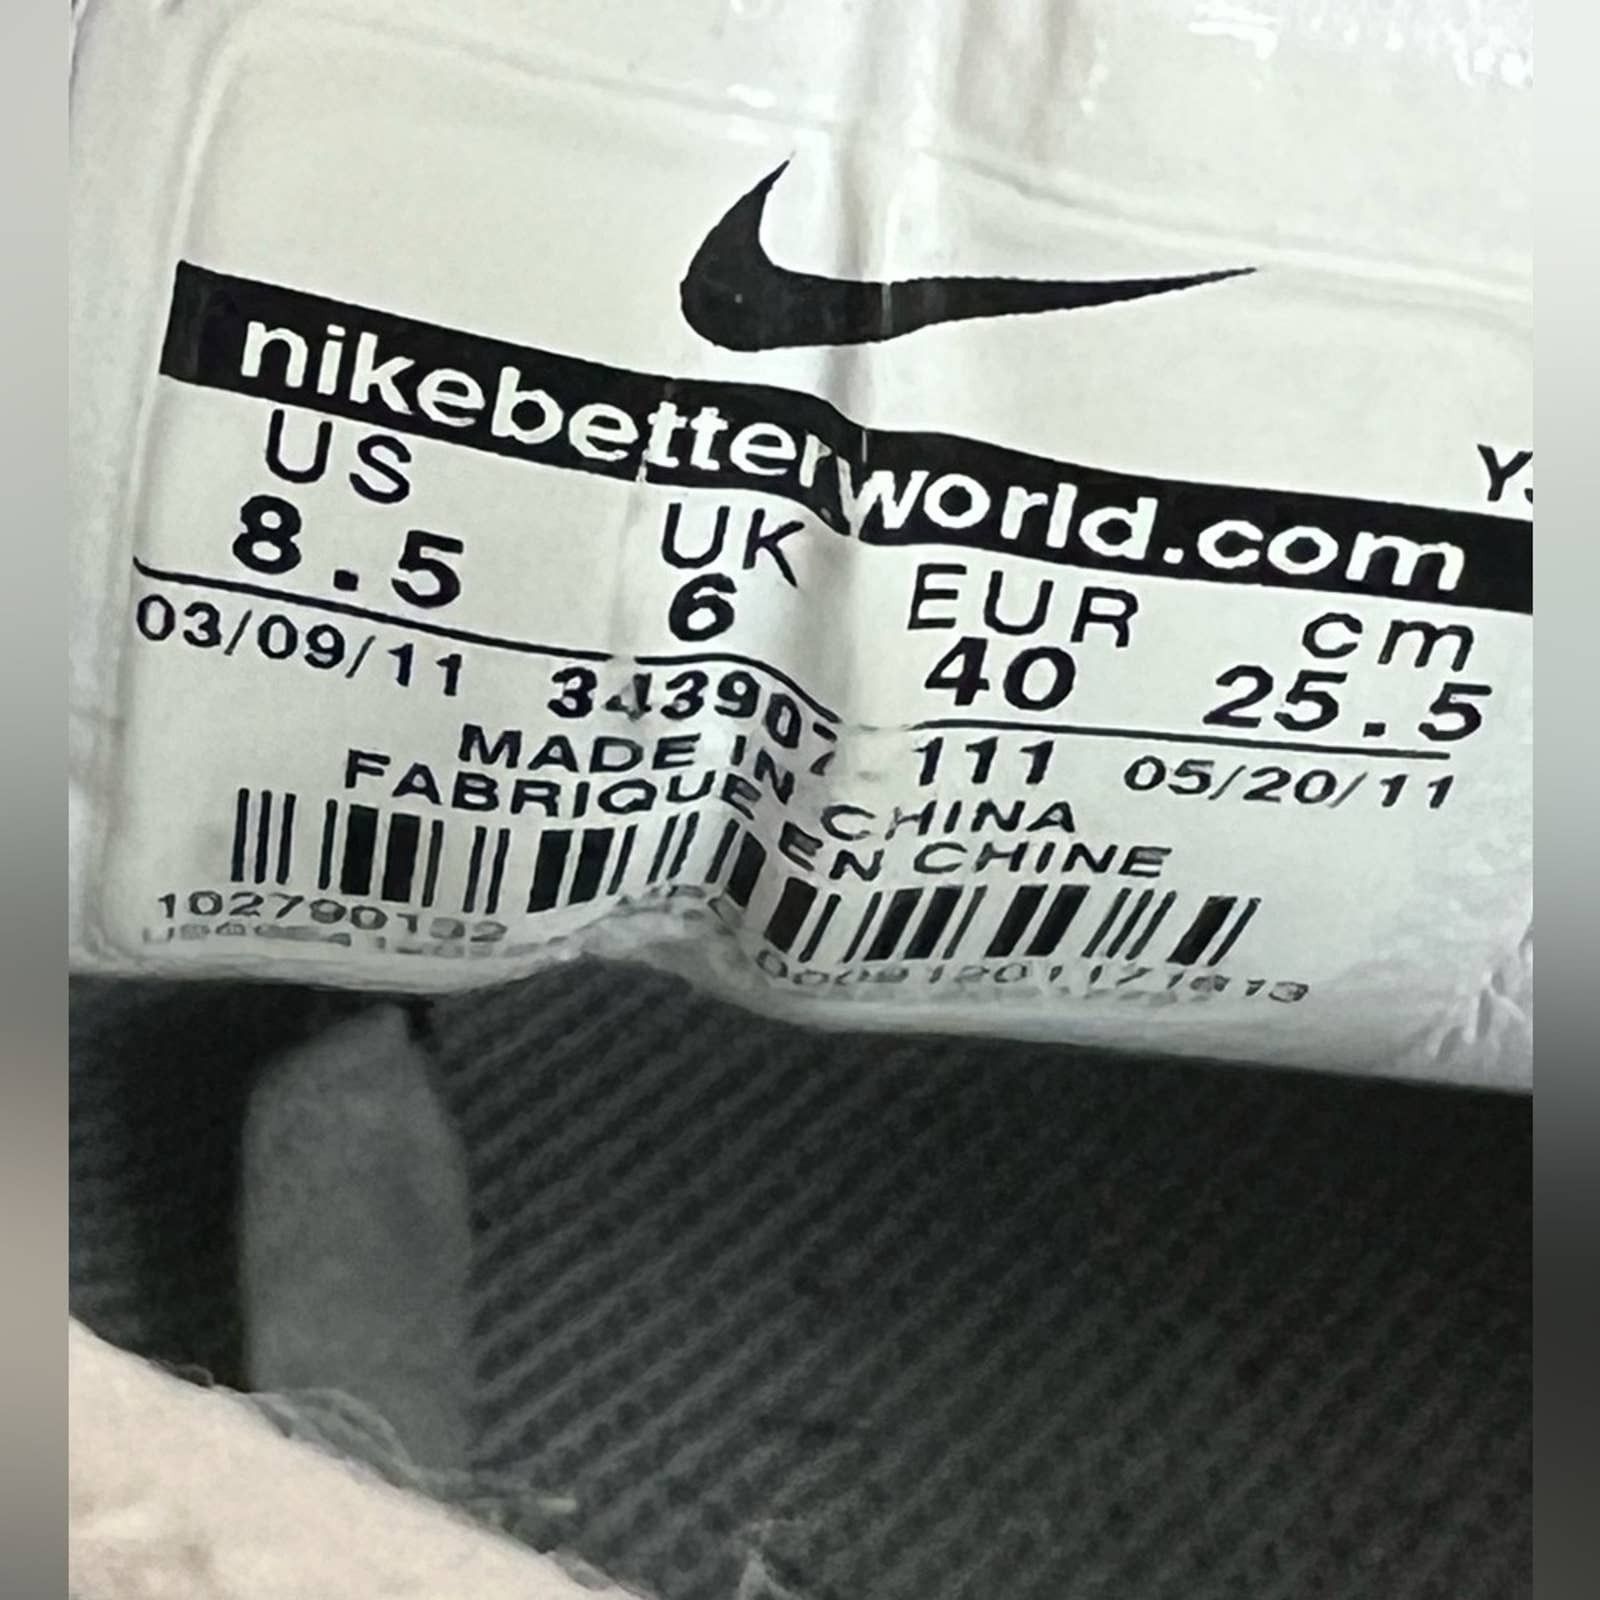 nikebetterworld.com
US UK EUR cm
8.5 6 40 25.5
03/09/11 343907 111 05/20/11
MADE IN CHINA
FABRIQUE EN CHINE